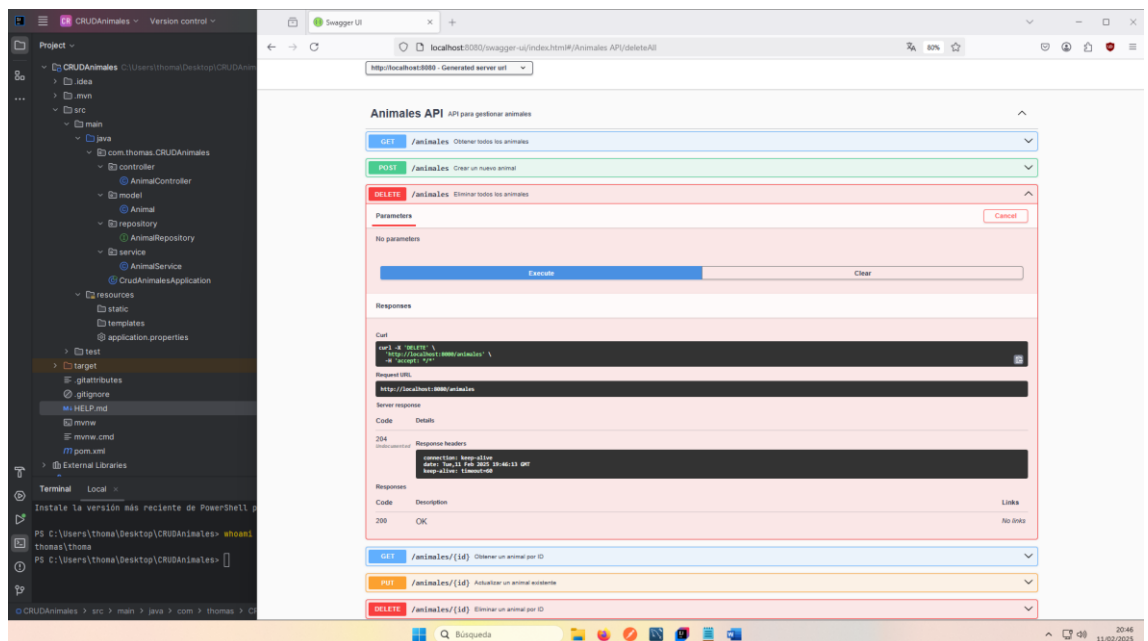 CR CRUDAnimales Version control
Project
CRUDAnimales C:\Users\thoma\Desktop\CRUDAnim
.idea
.mvn
src
main
java
com.thomas.CRUDAnimales
controller
AnimalController
model
Animal
repository
AnimalRepository
service
AnimalService
CrudAnimalesApplication
resources
static
templates
application.properties
test
target
.gitattributes
.gitignore
HELP.md
mvnw
mvnw.cmd
pom.xml
External Libraries
Terminal Local
Instale la versión más reciente de PowerShell p
PS C:\Users\thoma\Desktop\CRUDAnimales> whoami
thomas\thoma
PS C:\Users\thoma\Desktop\CRUDAnimales>
CRUDAnimales > src > main > java > com > thomas > CR
Swagger UI
localhost:8080/swagger-ui/index.html#/Animales API/deleteAll 80%
http://localhost:8080 - Generated server url
Animales API API para gestionar animales
GET /animales Obtener todos los animales
POST /animales Crear un nuevo animal
DELETE /animales Eliminar todos los animales
Parameters Cancel
No parameters
Execute Clear
Responses
Curl
curl -X 'DELETE' \
'http://localhost:8080/animales' \
-H 'accept: */*'
Request URL
http://localhost:8080/animales
Server response
Code Details
204 Response headers
Undocumented
connection: keep-alive
date: Tue,11 Feb 2025 19:46:13 GMT
keep-alive: timeout=60
Responses
Code Description Links
200 OK No links
GET /animales/{id} Obtener un animal por ID
PUT /animales/{id} Actualizar un animal existente
DELETE /animales/{id} Eliminar un animal por ID
Búsqueda
20:46
11/02/2025